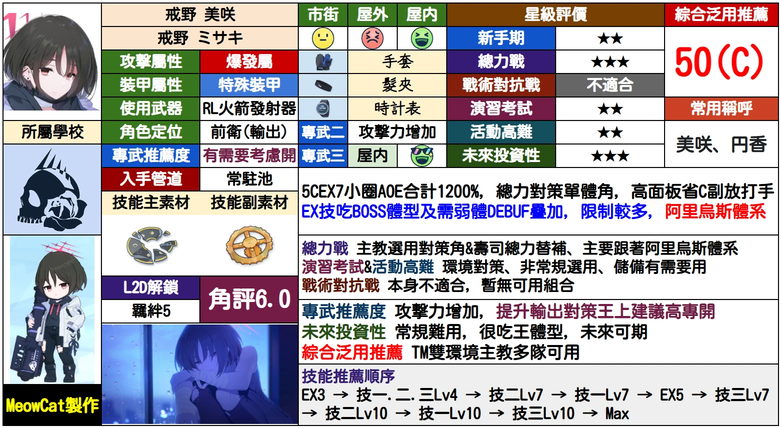 戒野 美咲
戒野 ミサキ
市街
屋外
屋内
星級評價
綜合泛用推薦
新手期
★★
50(C)
攻擊屬性
爆發屬
手套
總力戰
★★★
裝甲屬性
特殊裝甲
髮夾
戰術對抗戰
不適合
使用武器
RL火箭發射器
時計表
演習考試
★★
常用稱呼
所屬學校
角色定位
前衛(輸出)
專武二
攻擊力增加
活動高難
★★
美咲、円香
專武推薦度
有需要考慮開
專武三
屋内
未來投資性
★★★
入手管道
常駐池
5CEX7小圈AOE合計1200%, 總力對策單體角, 高面板省C副放打手
EX技吃BOSS體型及需弱體DEBUF疊加, 限制較多, 阿里烏斯體系
技能主素材
技能副素材
總力戰 主教選用對策角&壽司總力替補、主要跟著阿里烏斯體系
演習考試&活動高難 環境對策、非常規選用、儲備有需要用
戰術對抗戰 本身不適合, 暫無可用組合
L2D解鎖
羈絆5
角評6.0
專武推薦度 攻擊力增加, 提升輸出對策王上建議高專開
未來投資性 常規難用, 很吃王體型, 未來可期
綜合泛用推薦 TM雙環境主教多隊可用
技能推薦順序
EX3 → 技一.二.三Lv4 → 技二Lv7 → 技一Lv7 → EX5 → 技三Lv7
→ 技二Lv10 → 技一Lv10 → 技三Lv10 → Max
MeowCat製作